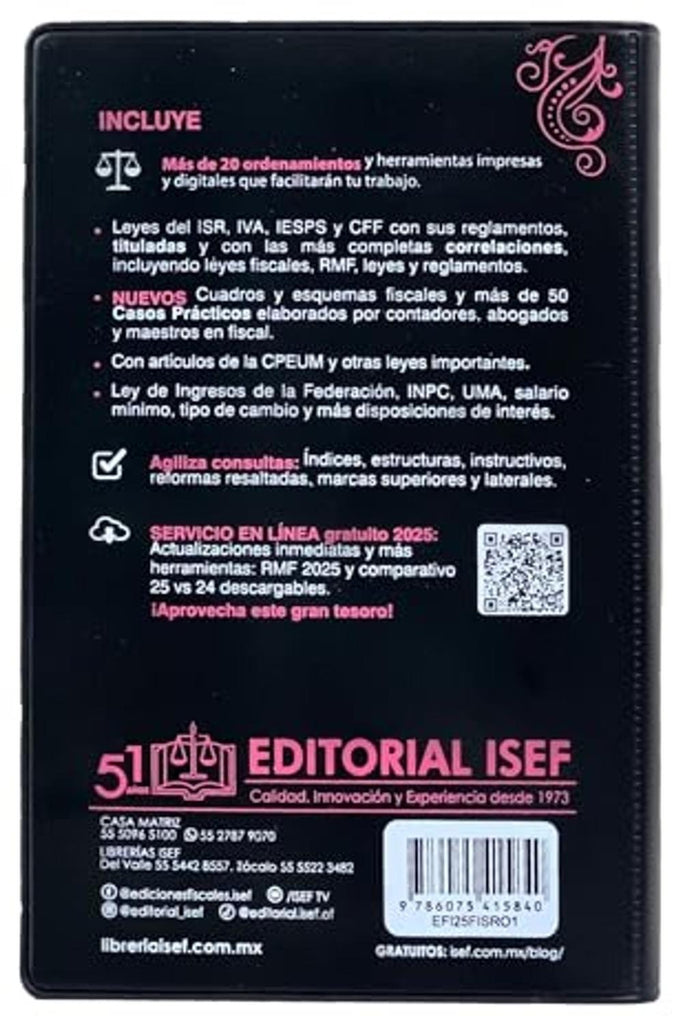 INCLUYE
Más de 20 ordenamientos y herramientas impresas
y digitales que facilitarán tu trabajo.
• Leyes del ISR, IVA, IESPS y CFF con sus reglamentos,
tituladas y con las más completas correlaciones,
incluyendo leyes fiscales, RMF, leyes y reglamentos.
• NUEVOS Cuadros y esquemas fiscales y más de 50
Casos Prácticos elaborados por contadores, abogados
y maestros en fiscal.
• Con artículos de la CPEUM y otras leyes importantes.
• Ley de Ingresos de la Federación, INPC, UMA, salario
mínimo, tipo de cambio y más disposiciones de interés.
Agiliza consultas: Índices, estructuras, instructivos,
reformas resaltadas, marcas superiores y laterales.
SERVICIO EN LÍNEA gratuito 2025:
Actualizaciones inmediatas y más
herramientas: RMF 2025 y comparativo
25 vs 24 descargables.
¡Aprovecha este gran tesoro!
51 AÑOS
EDITORIAL ISEF
Calidad, Innovación y Experiencia desde 1973
CASA MATRIZ
55 5096 5100 55 2787 9070
LIBRERÍAS ISEF
Del Valle 55 5442 8557, Zócalo 55 5522 3482
@edicionesfiscales.isef /ISEF TV
@editorial_isef @editorial.isef.of
libreriaisef.com.mx
9 786075 415840
EFI25FISR01
GRATUITOS: isef.com.mx/blog/